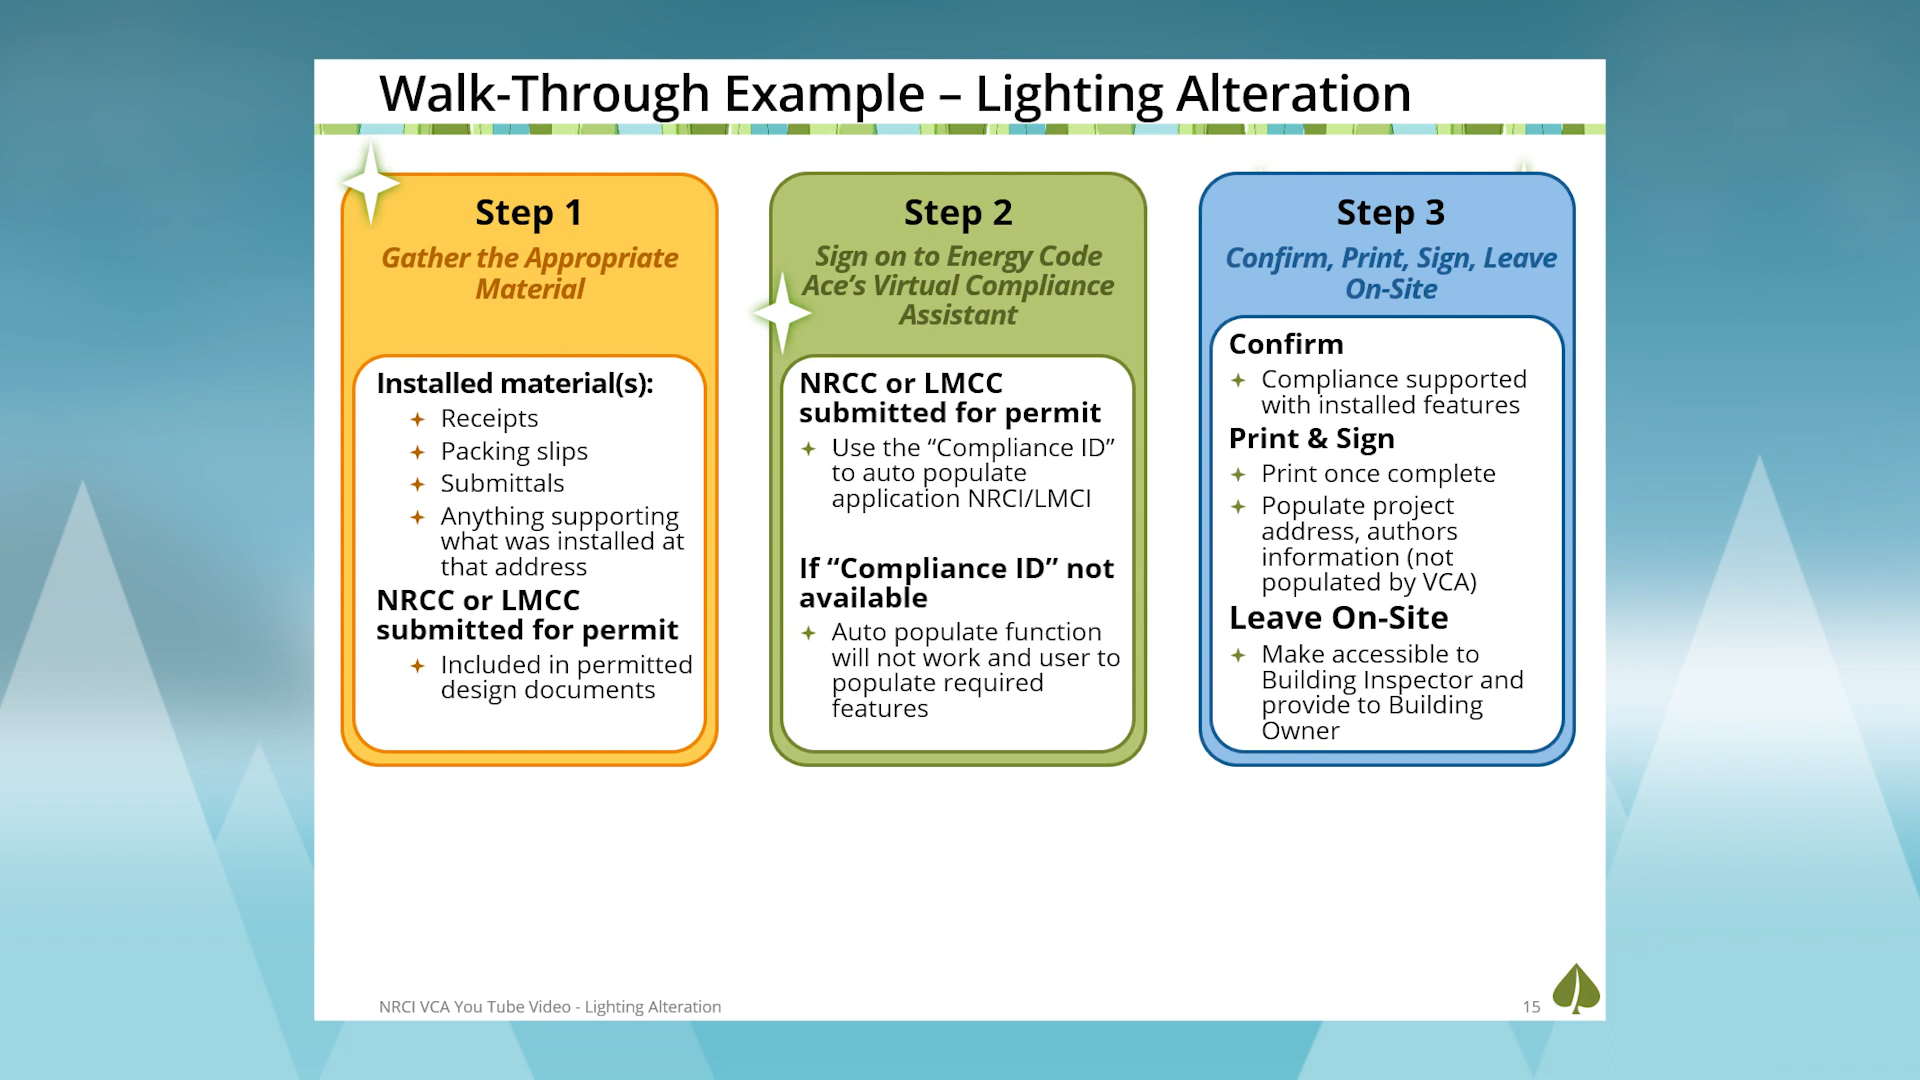 Walk-Through Example – Lighting Alteration
Step 1
Gather the Appropriate
Material
Installed material(s):
Receipts
Packing slips
Submittals
Anything supporting
what was installed at
that address
NRCC or LMCC
submitted for permit
Included in permitted
design documents
Step 2
Sign on to Energy Code
Ace’s Virtual Compliance
Assistant
NRCC or LMCC
submitted for permit
Use the “Compliance ID”
to auto populate
application NRCI/LMCI
If “Compliance ID” not
available
Auto populate function
will not work and user to
populate required
features
Step 3
Confirm, Print, Sign, Leave
On-Site
Confirm
Compliance supported
with installed features
Print & Sign
Print once complete
Populate project
address, authors
information (not
populated by VCA)
Leave On-Site
Make accessible to
Building Inspector and
provide to Building
Owner
NRCI VCA You Tube Video - Lighting Alteration
15